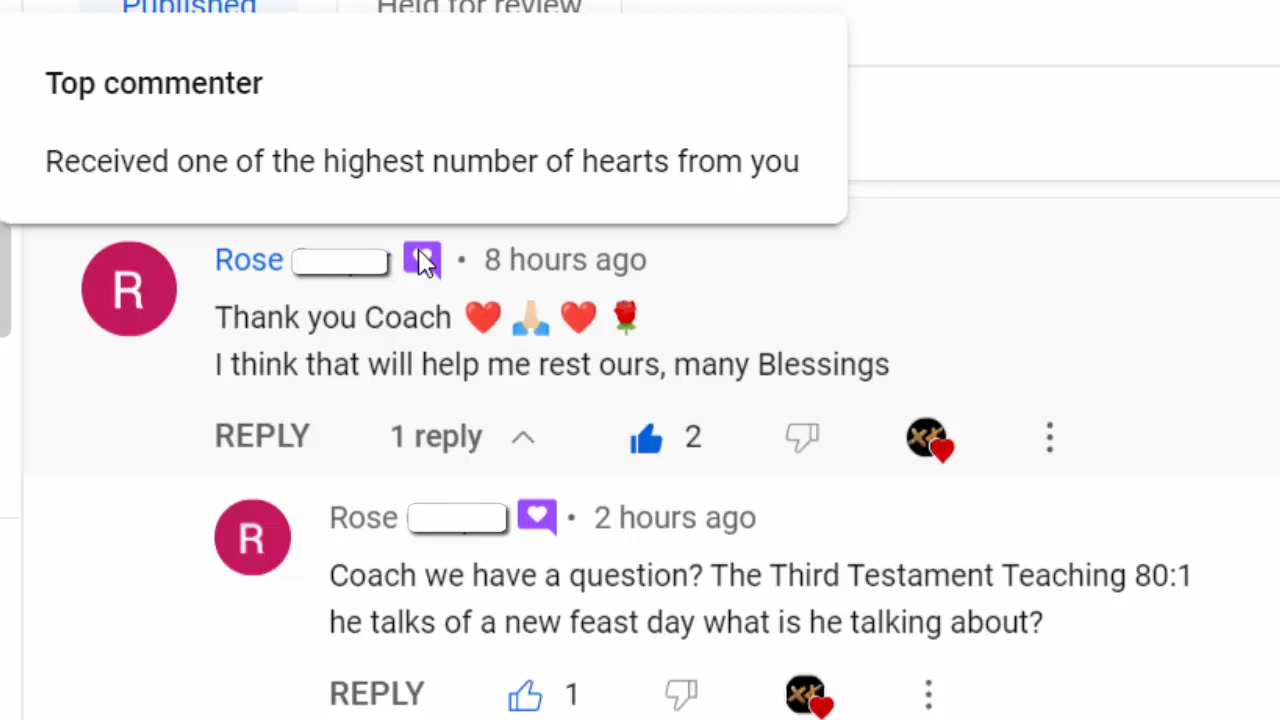 Published Held for review
Top commenter
Received one of the highest number of hearts from you
R
Rose • 8 hours ago
Thank you Coach ❤️🙏🏼❤️🌹
I think that will help me rest ours, many Blessings
REPLY 1 reply 2
R
Rose • 2 hours ago
Coach we have a question? The Third Testament Teaching 80:1
he talks of a new feast day what is he talking about?
REPLY 1